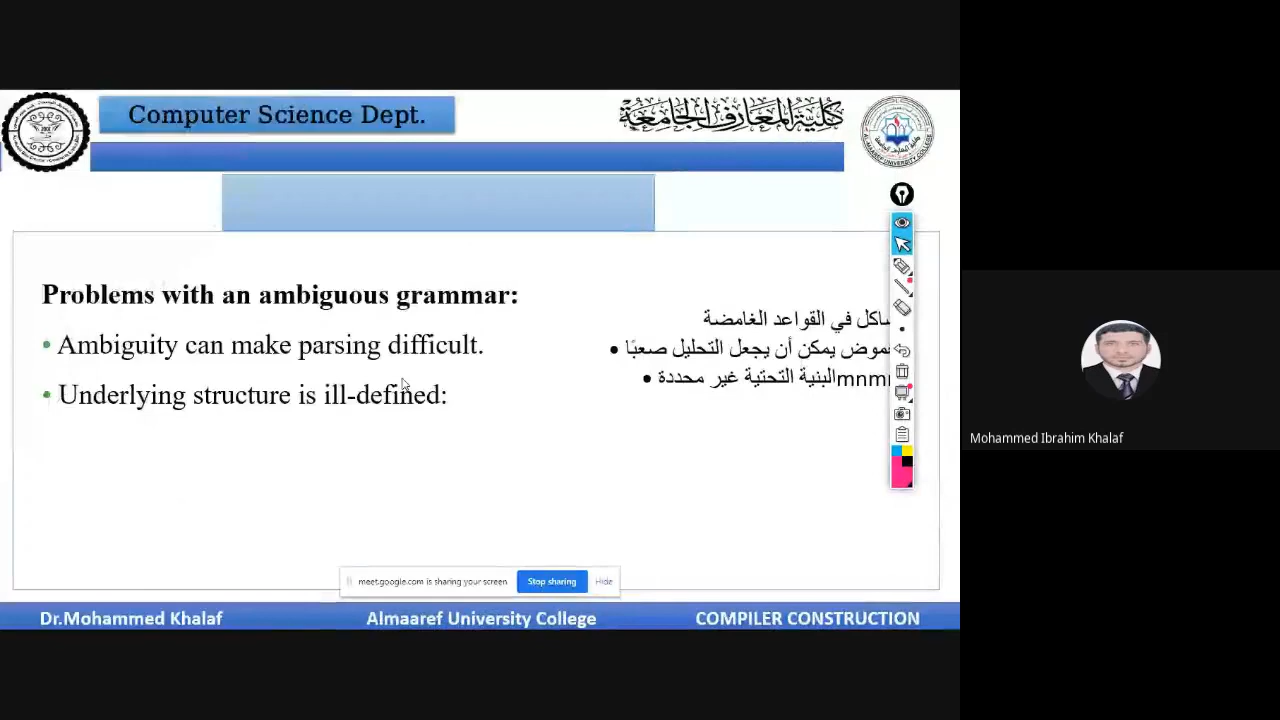 Computer Science Dept.
كلية المعارف الجامعة
Problems with an ambiguous grammar:
• Ambiguity can make parsing difficult.
• Underlying structure is ill-defined:
في القواعد الغامضة
يمكن أن يجعل التحليل صعبًا •
البنية التحتية غير محددة •
meet.google.com is sharing your screen.
Stop sharing
Hide
Dr.Mohammed Khalaf
Almaaref University College
COMPILER CONSTRUCTION
Mohammed Ibrahim Khalaf